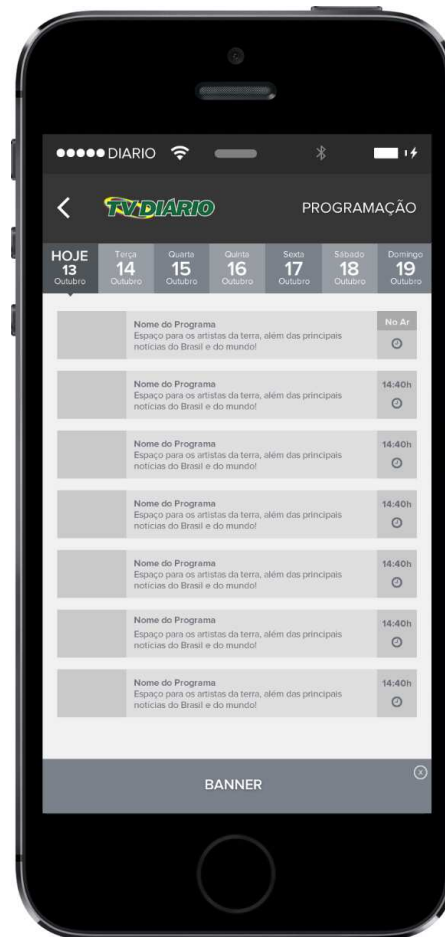 DIARIO
TVDIÁRIO
PROGRAMAÇÃO
HOJE
13
Outubro
Terça
14
Outubro
Quarta
15
Outubro
Quinta
16
Outubro
Sexta
17
Outubro
Sábado
18
Outubro
Domingo
19
Outubro
Nome do Programa
Espaço para os artistas da terra, além das principais
notícias do Brasil e do mundo!
No Ar
Nome do Programa
Espaço para os artistas da terra, além das principais
notícias do Brasil e do mundo!
14:40h
Nome do Programa
Espaço para os artistas da terra, além das principais
notícias do Brasil e do mundo!
14:40h
Nome do Programa
Espaço para os artistas da terra, além das principais
notícias do Brasil e do mundo!
14:40h
Nome do Programa
Espaço para os artistas da terra, além das principais
notícias do Brasil e do mundo!
14:40h
Nome do Programa
Espaço para os artistas da terra, além das principais
notícias do Brasil e do mundo!
14:40h
Nome do Programa
Espaço para os artistas da terra, além das principais
notícias do Brasil e do mundo!
14:40h
BANNER
x